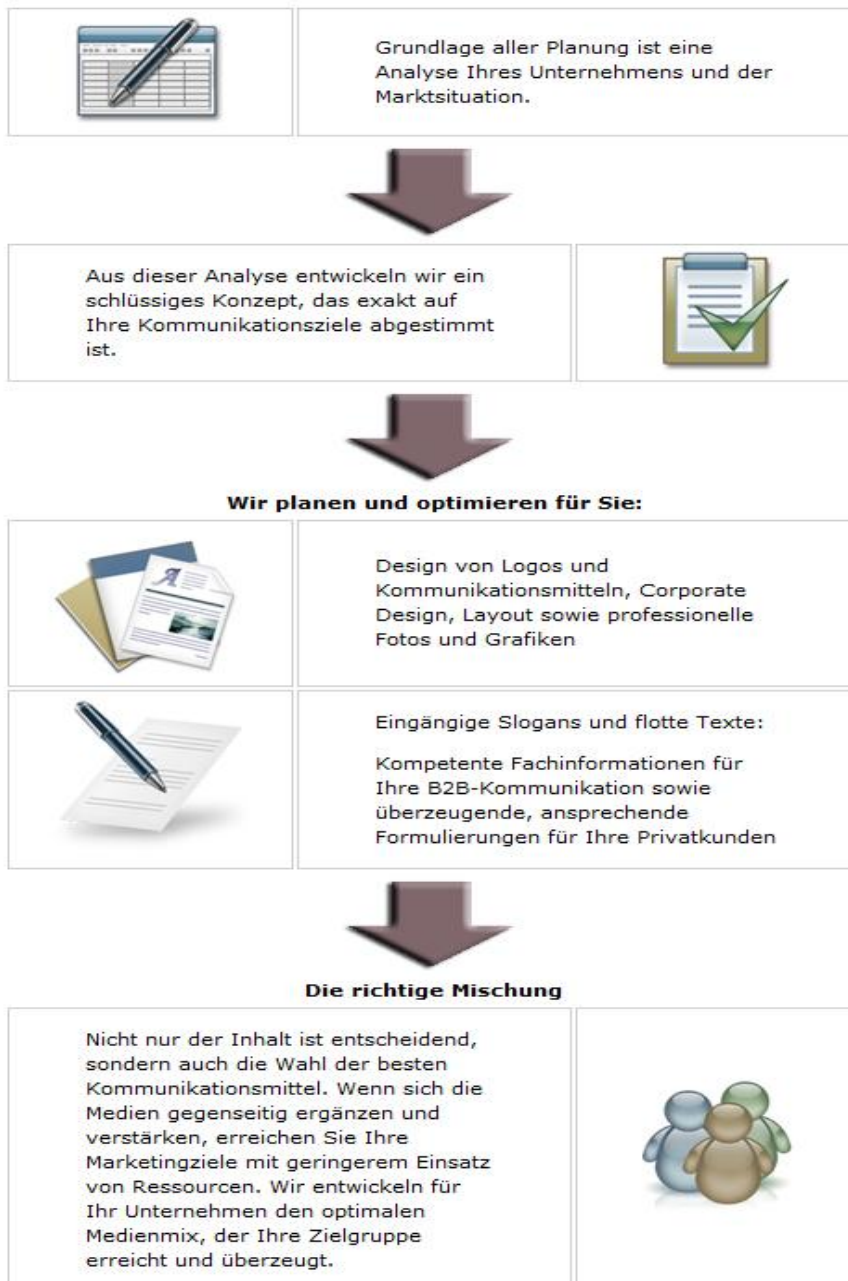 Grundlage aller Planung ist eine
Analyse Ihres Unternehmens und der
Marktsituation.
Aus dieser Analyse entwickeln wir ein
schlüssiges Konzept, das exakt auf
Ihre Kommunikationsziele abgestimmt
ist.
Wir planen und optimieren für Sie:
Design von Logos und
Kommunikationsmitteln, Corporate
Design, Layout sowie professionelle
Fotos und Grafiken
Eingängige Slogans und flotte Texte:
Kompetente Fachinformationen für
Ihre B2B-Kommunikation sowie
überzeugende, ansprechende
Formulierungen für Ihre Privatkunden
Die richtige Mischung
Nicht nur der Inhalt ist entscheidend,
sondern auch die Wahl der besten
Kommunikationsmittel. Wenn sich die
Medien gegenseitig ergänzen und
verstärken, erreichen Sie Ihre
Marketingziele mit geringerem Einsatz
von Ressourcen. Wir entwickeln für
Ihr Unternehmen den optimalen
Medienmix, der Ihre Zielgruppe
erreicht und überzeugt.